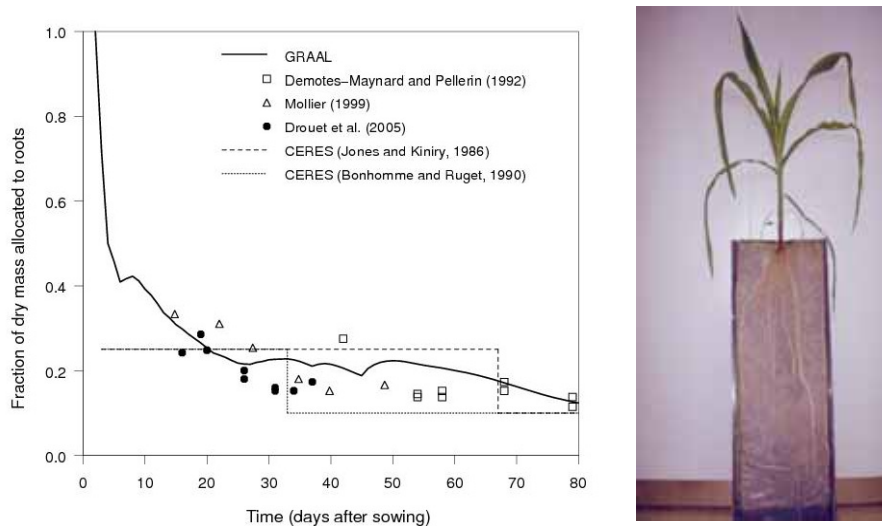 1.0
0.8
0.6
0.4
0.2
0.0
Fraction of dry mass allocated to roots
GRAAL
Demotes-Maynard and Pellerin (1992)
Mollier (1999)
Drouet et al. (2005)
CERES (Jones and Kiniry, 1986)
CERES (Bonhomme and Ruget, 1990)
0 10 20 30 40 50 60 70 80
Time (days after sowing)